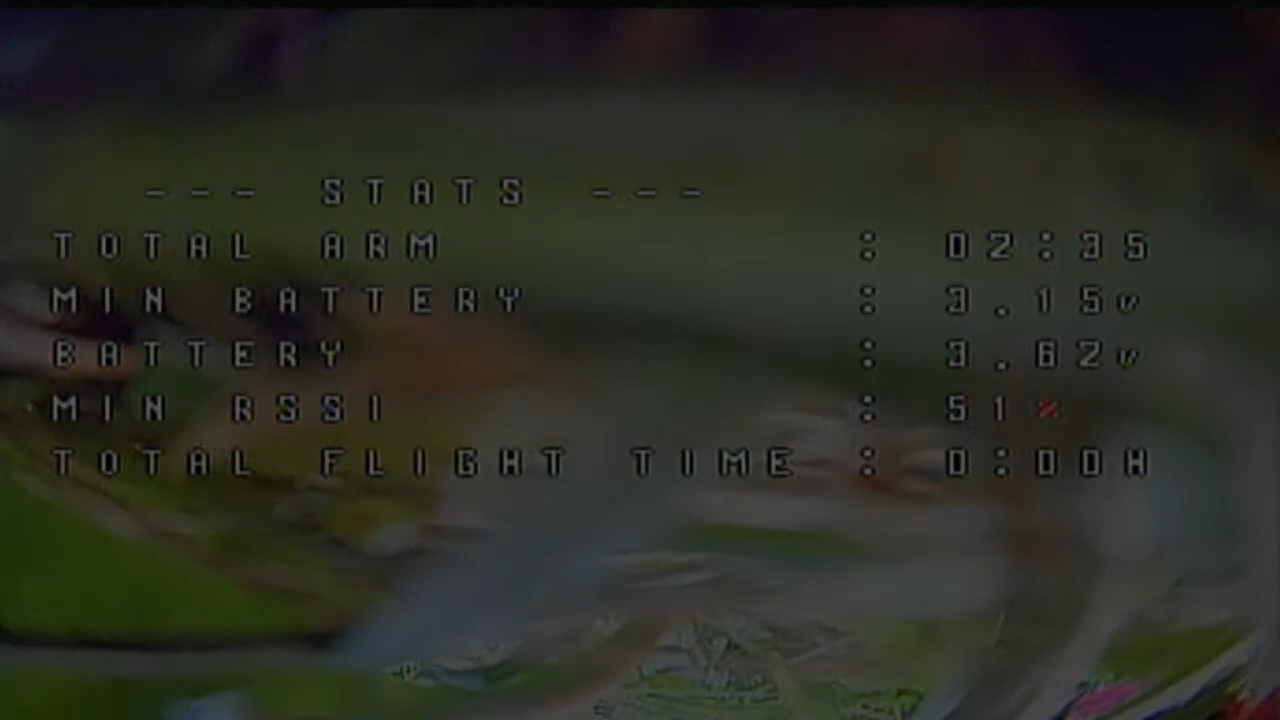 --- STATS ---
TOTAL ARM : 02:35
MIN BATTERY : 3.15v
BATTERY : 3.62v
MIN RSSI : 51%
TOTAL FLIGHT TIME : 0:00H